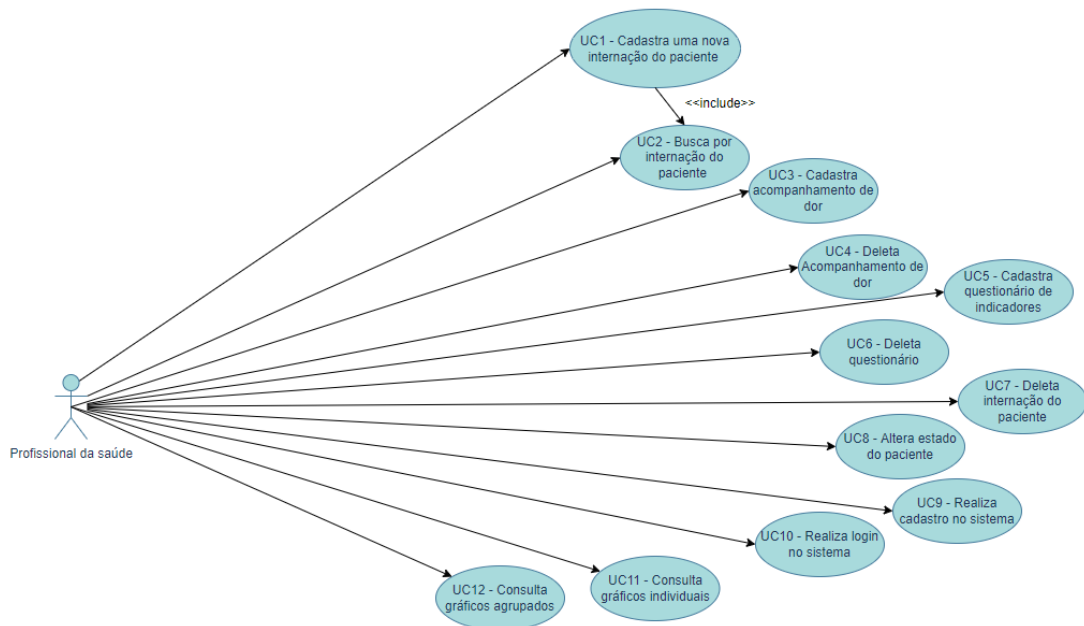 UC1 - Cadastra uma nova
internação do paciente
<<include>>
UC2 - Busca por
internação do
paciente
UC3 - Cadastra
acompanhamento de
dor
UC4 - Deleta
Acompanhamento de
dor
UC5 - Cadastra
questionário de
indicadores
UC6 - Deleta
questionário
UC7 - Deleta
internação do
paciente
Profissional da saúde
UC8 - Altera estado
do paciente
UC9 - Realiza
cadastro no sistema
UC10 - Realiza login
no sistema
UC11 - Consulta
gráficos individuais
UC12 - Consulta
gráficos agrupados